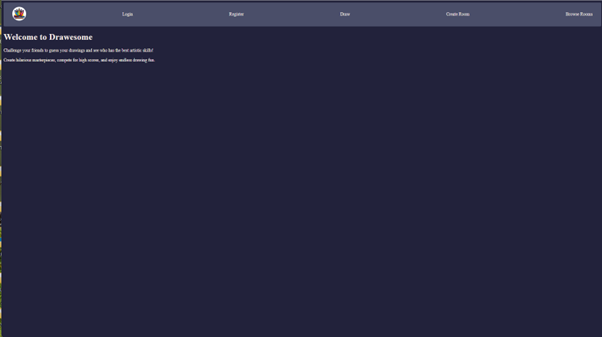 Login Register Draw Create Room Browse Rooms
Welcome to Drawesome
Challenge your friends to guess your drawings and see who has the best artistic skills!
Create hilarious masterpieces, compete for high scores, and enjoy endless drawing fun.